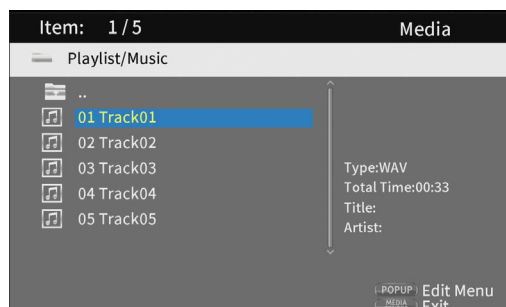 Item: 1/5 Media
Playlist/Music
..
01 Track01
02 Track02
03 Track03
04 Track04
05 Track05
Type:WAV
Total Time:00:33
Title:
Artist:
POPUP Edit Menu
MEDIA Exit